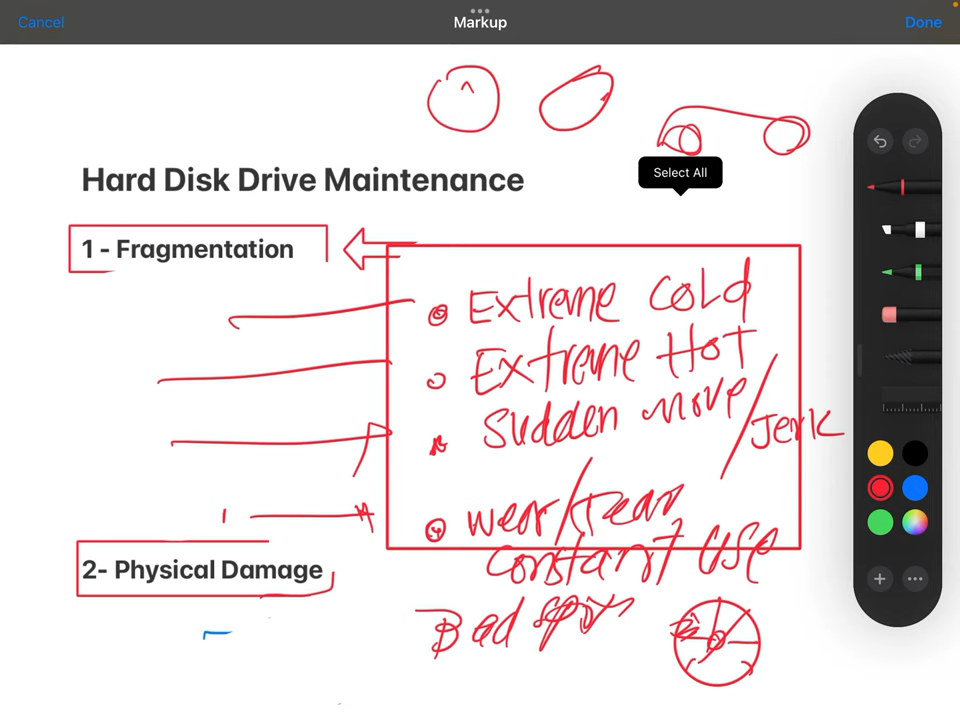 Cancel
Markup
Done
Select All
Hard Disk Drive Maintenance
1 - Fragmentation
Extreme Cold
Extreme Hot
Sudden move/
Jerk
wear/tear
constant use
2- Physical Damage
Bad spot